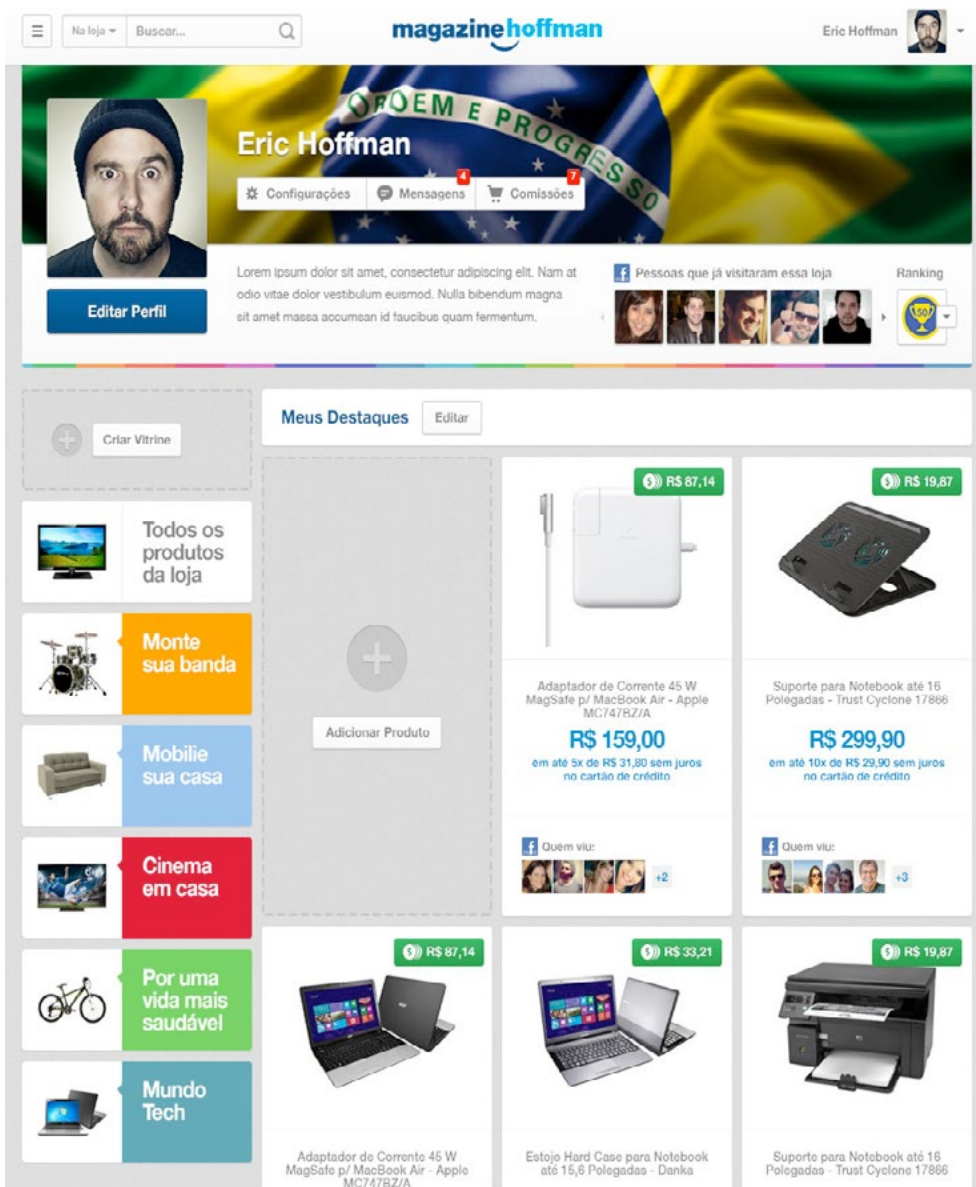 Na loja
Buscar...
magazinehoffman
Eric Hoffman
ORDEM E PROGRESSO
Eric Hoffman
Configurações
Mensagens
4
Comissões
7
Editar Perfil
Lorem ipsum dolor sit amet, consectetur adipiscing elit. Nam at
odio vitae dolor vestibulum euismod. Nulla bibendum magna
sit amet massa accumsan id faucibus quam fermentum.
f Pessoas que já visitaram essa loja
Ranking
50
Criar Vitrine
Meus Destaques
Editar
Todos os
produtos
da loja
Monte
sua banda
Mobilie
sua casa
Cinema
em casa
Por uma
vida mais
saudável
Mundo
Tech
Adicionar Produto
$ R$ 87,14
Adaptador de Corrente 45 W
MagSafe p/ MacBook Air - Apple
MC747BZ/A
R$ 159,00
em até 5x de R$ 31,80 sem juros
no cartão de crédito
f Quem viu:
+2
$ R$ 19,87
Suporte para Notebook até 16
Polegadas - Trust Cyclone 17866
R$ 299,90
em até 10x de R$ 29,90 sem juros
no cartão de crédito
f Quem viu:
+3
$ R$ 87,14
Adaptador de Corrente 45 W
MagSafe p/ MacBook Air - Apple
MC747BZ/A
$ R$ 33,21
Estojo Hard Case para Notebook
até 15,6 Polegadas - Danka
$ R$ 19,87
hp
Suporte para Notebook até 16
Polegadas - Trust Cyclone 17866